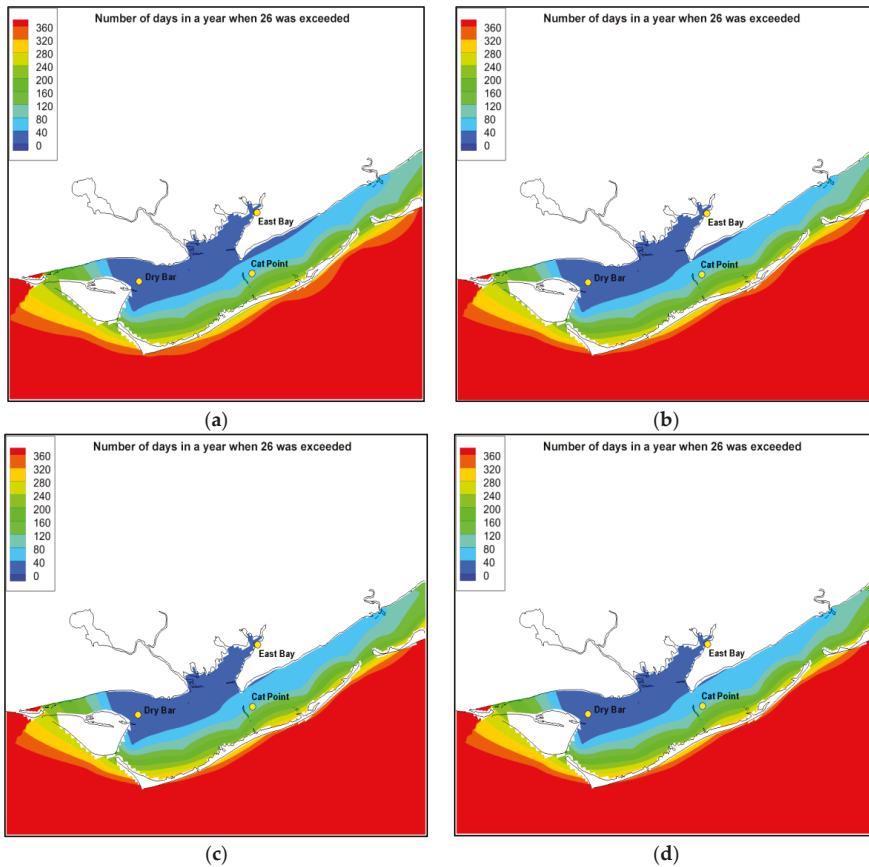 Number of days in a year when 26 was exceeded
360
320
280
240
200
160
120
80
40
0
East Bay
Cat Point
Dry Bar
(a)
Number of days in a year when 26 was exceeded
360
320
280
240
200
160
120
80
40
0
East Bay
Cat Point
Dry Bar
(b)
Number of days in a year when 26 was exceeded
360
320
280
240
200
160
120
80
40
0
East Bay
Cat Point
Dry Bar
(c)
Number of days in a year when 26 was exceeded
360
320
280
240
200
160
120
80
40
0
East Bay
Cat Point
Dry Bar
(d)